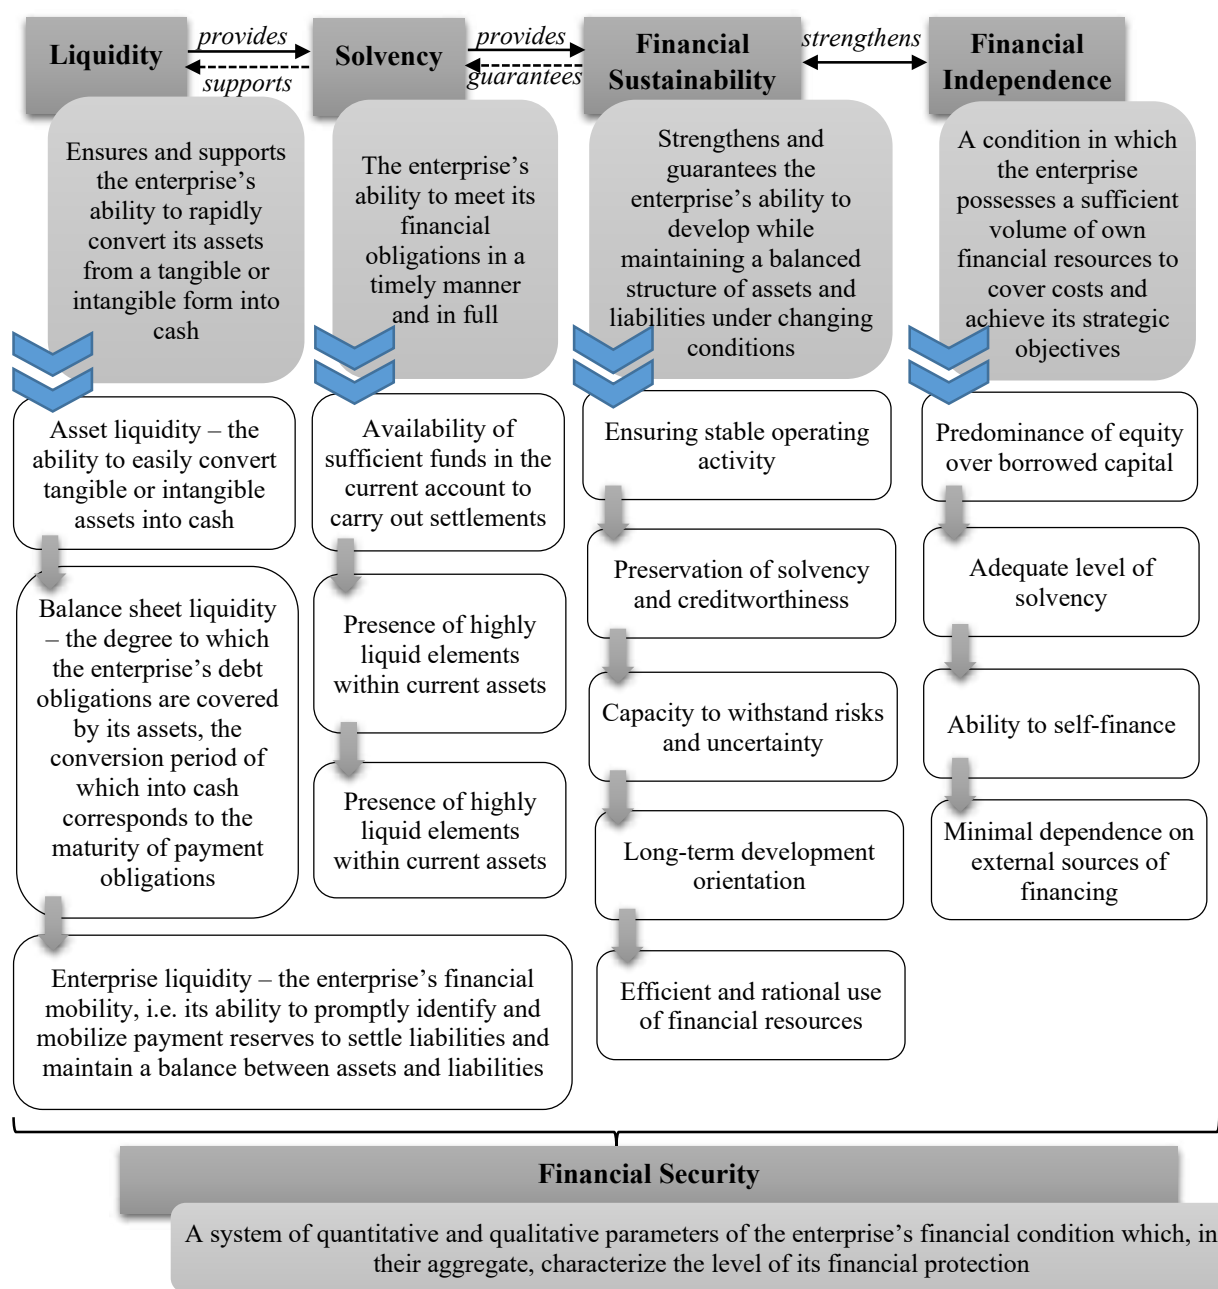 Liquidity
provides
supports
Solvency
provides
guarantees
Financial
Sustainability
strengthens
Financial
Independence
Ensures and supports
the enterprise’s
ability to rapidly
convert its assets
from a tangible or
intangible form into
cash
The enterprise’s
ability to meet its
financial
obligations in a
timely manner
and in full
Strengthens and
guarantees the
enterprise’s ability to
develop while
maintaining a balanced
structure of assets and
liabilities under changing
conditions
A condition in which
the enterprise
possesses a sufficient
volume of own
financial resources to
cover costs and
achieve its strategic
objectives
Asset liquidity – the
ability to easily convert
tangible or intangible
assets into cash
Balance sheet liquidity
– the degree to which
the enterprise’s debt
obligations are covered
by its assets, the
conversion period of
which into cash
corresponds to the
maturity of payment
obligations
Enterprise liquidity – the enterprise’s financial
mobility, i.e. its ability to promptly identify and
mobilize payment reserves to settle liabilities and
maintain a balance between assets and liabilities
Availability of
sufficient funds in the
current account to
carry out settlements
Presence of highly
liquid elements
within current assets
Presence of highly
liquid elements
within current assets
Ensuring stable operating
activity
Preservation of solvency
and creditworthiness
Capacity to withstand risks
and uncertainty
Long-term development
orientation
Efficient and rational use
of financial resources
Predominance of equity
over borrowed capital
Adequate level of
solvency
Ability to self-finance
Minimal dependence on
external sources of
financing
Financial Security
A system of quantitative and qualitative parameters of the enterprise’s financial condition which, in
their aggregate, characterize the level of its financial protection